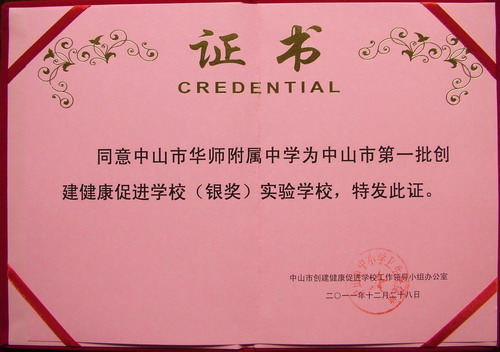 证书
CREDENTIAL
同意中山市华师附属中学为中山市第一批创
建健康促进学校（银奖）实验学校，特发此证。
中山市创建健康促进学校工作领导小组办公室
二〇一一年十二月二十八日